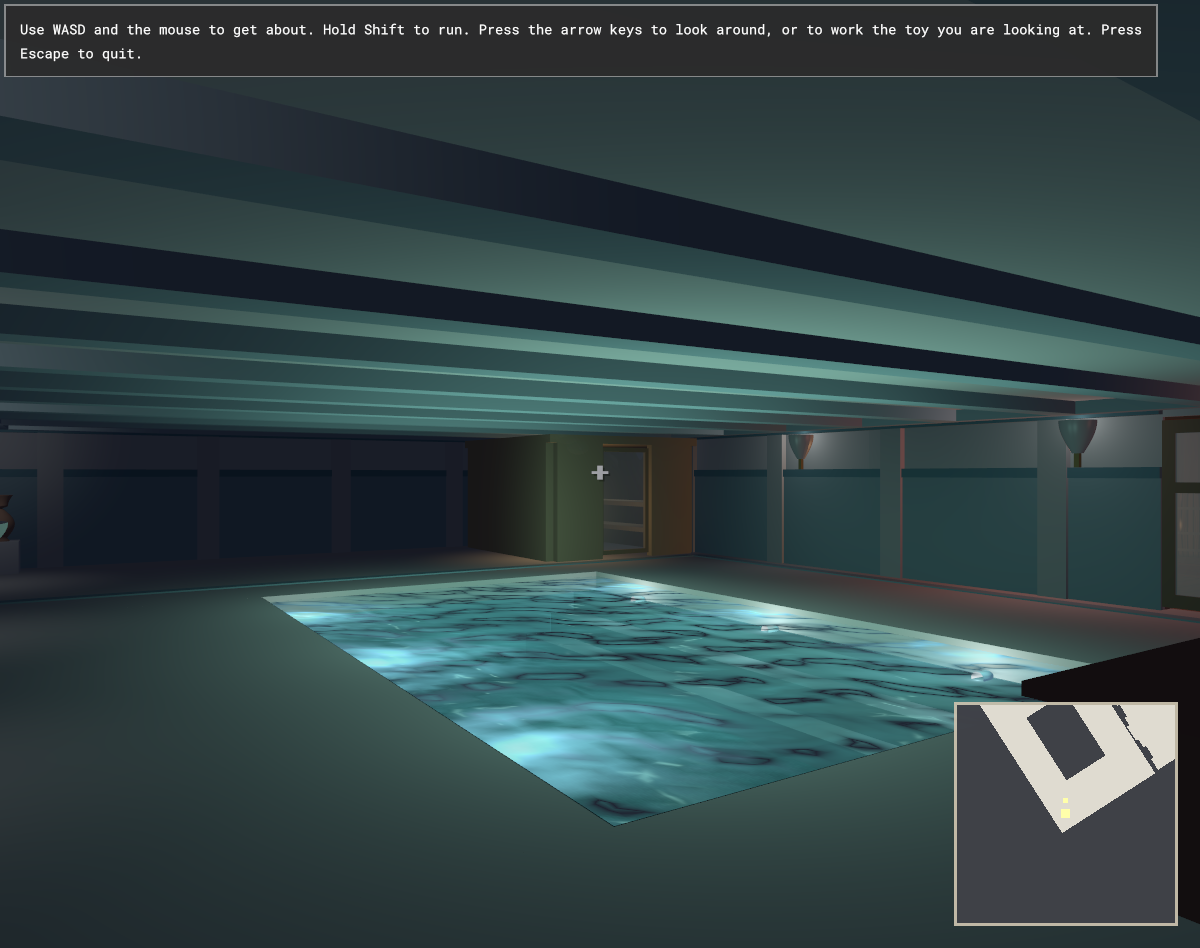 Use WASD and the mouse to get about. Hold Shift to run. Press the arrow keys to look around, or to work the toy you are looking at. Press
Escape to quit.